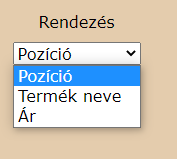 Rendezés
Pozíció
Pozíció
Termék neve
Ár